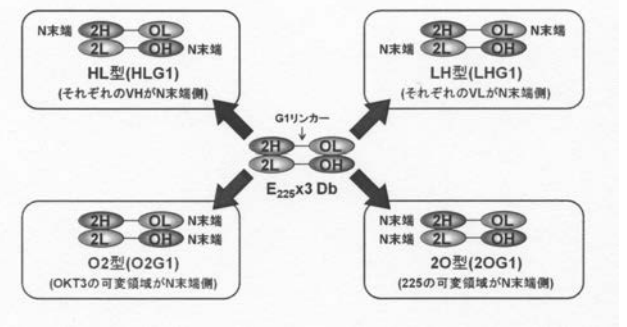 N末端 2H OL
2L OH N末端
HL型(HLG1)
(それぞれのVHがN末端側)
2H OL N末端
N末端 2L OH
LH型(LHG1)
(それぞれのVLがN末端側)
G1リンカー
2H OL
2L OH
E225x3 Db
2H OL N末端
2L OH N末端
O2型(O2G1)
(OKT3の可変領域がN末端側)
N末端 2H OL
N末端 2L OH
2O型(2OG1)
(225の可変領域がN末端側)